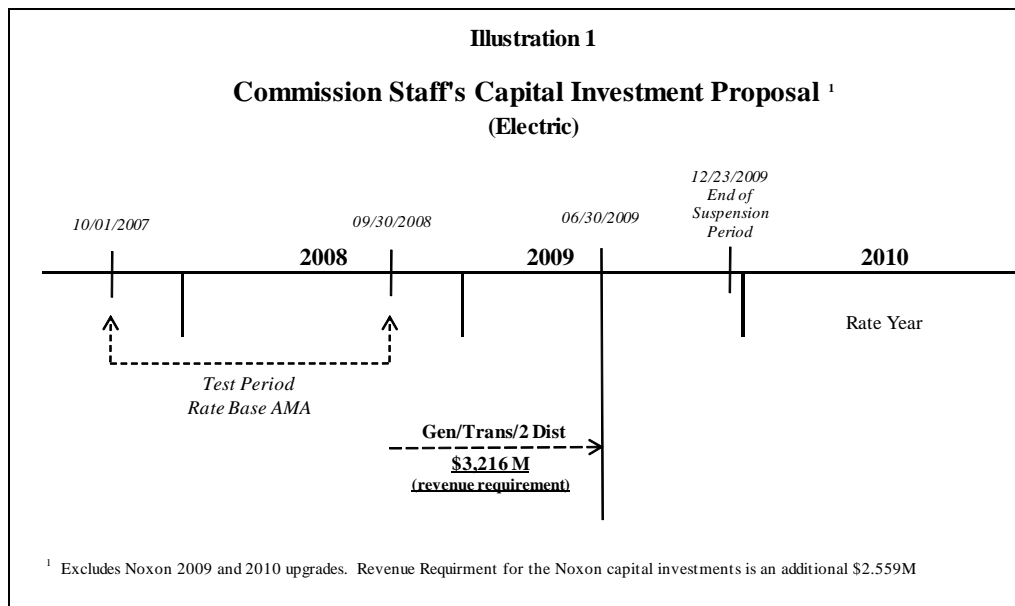 Illustration 1
Commission Staff's Capital Investment Proposal 1
(Electric)
12/23/2009
End of
Suspension
Period
10/01/2007
09/30/2008
06/30/2009
2008
2009
2010
Rate Year
Test Period
Rate Base AMA
Gen/Trans/2 Dist
$3,216 M
(revenue requirement)
1 Excludes Noxon 2009 and 2010 upgrades. Revenue Requirment for the Noxon capital investments is an additional $2.559M